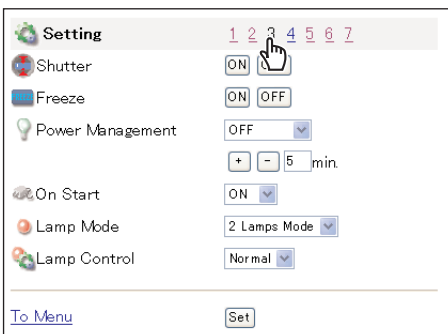 Setting 1 2 3 4 5 6 7
Shutter ON
Freeze ON OFF
Power Management OFF
+ - 5 min.
On Start ON
Lamp Mode 2 Lamps Mode
Lamp Control Normal
To Menu Set